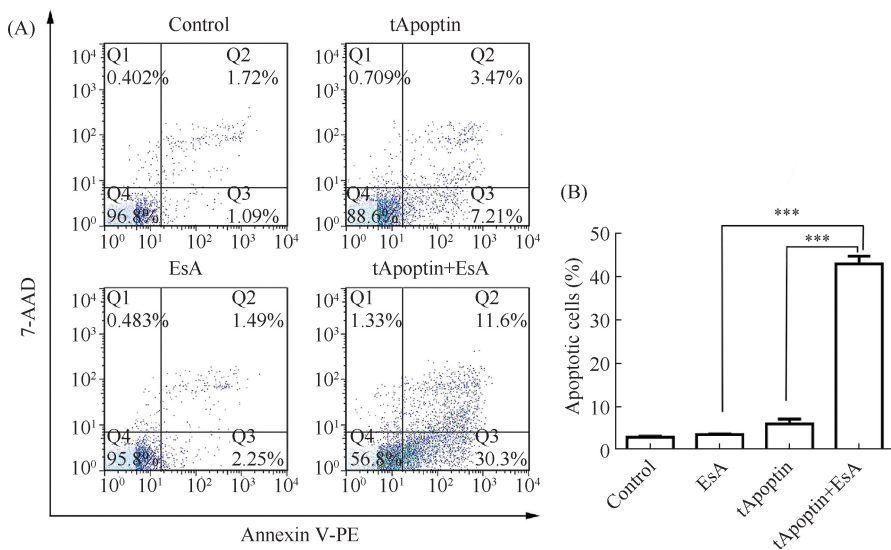 (A)
Control
tApoptin
10⁴
10³
10²
10¹
10⁰
Q1
0.402%
Q2
1.72%
Q4
96.8%
Q3
1.09%
10⁰ 10¹ 10² 10³ 10⁴
10⁴
10³
10²
10¹
10⁰
Q1
0.709%
Q2
3.47%
Q4
88.6%
Q3
7.21%
10⁰ 10¹ 10² 10³ 10⁴
EsA
tApoptin+EsA
10⁴
10³
10²
10¹
10⁰
Q1
0.483%
Q2
1.49%
Q4
95.8%
Q3
2.25%
10⁰ 10¹ 10² 10³ 10⁴
10⁴
10³
10²
10¹
10⁰
Q1
1.33%
Q2
11.6%
Q4
56.8%
Q3
30.3%
10⁰ 10¹ 10² 10³ 10⁴
7-AAD
Annexin V-PE
(B)
***
***
Apoptotic cells (%)
50
40
30
20
10
0
Control
EsA
tApoptin
tApoptin+EsA